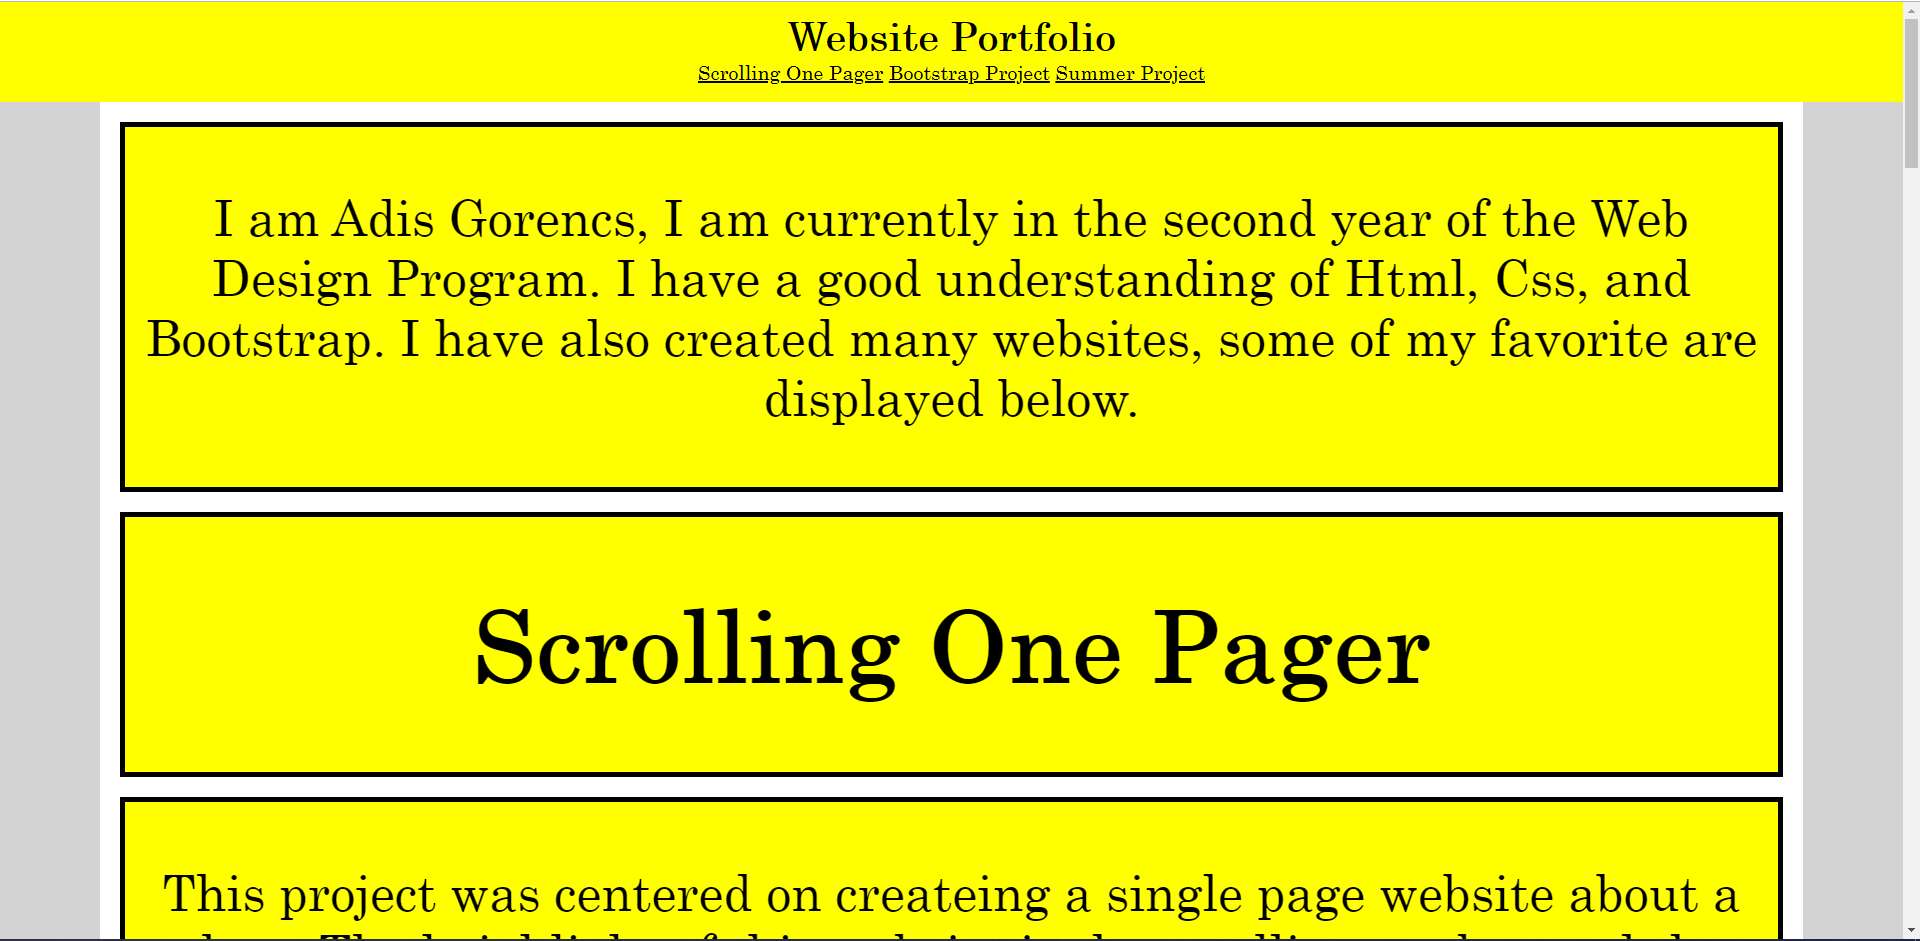 Website Portfolio
Scrolling One Pager Bootstrap Project Summer Project
I am Adis Gorencs, I am currently in the second year of the Web
Design Program. I have a good understanding of Html, Css, and
Bootstrap. I have also created many websites, some of my favorite are
displayed below.
Scrolling One Pager
This project was centered on createing a single page website about a